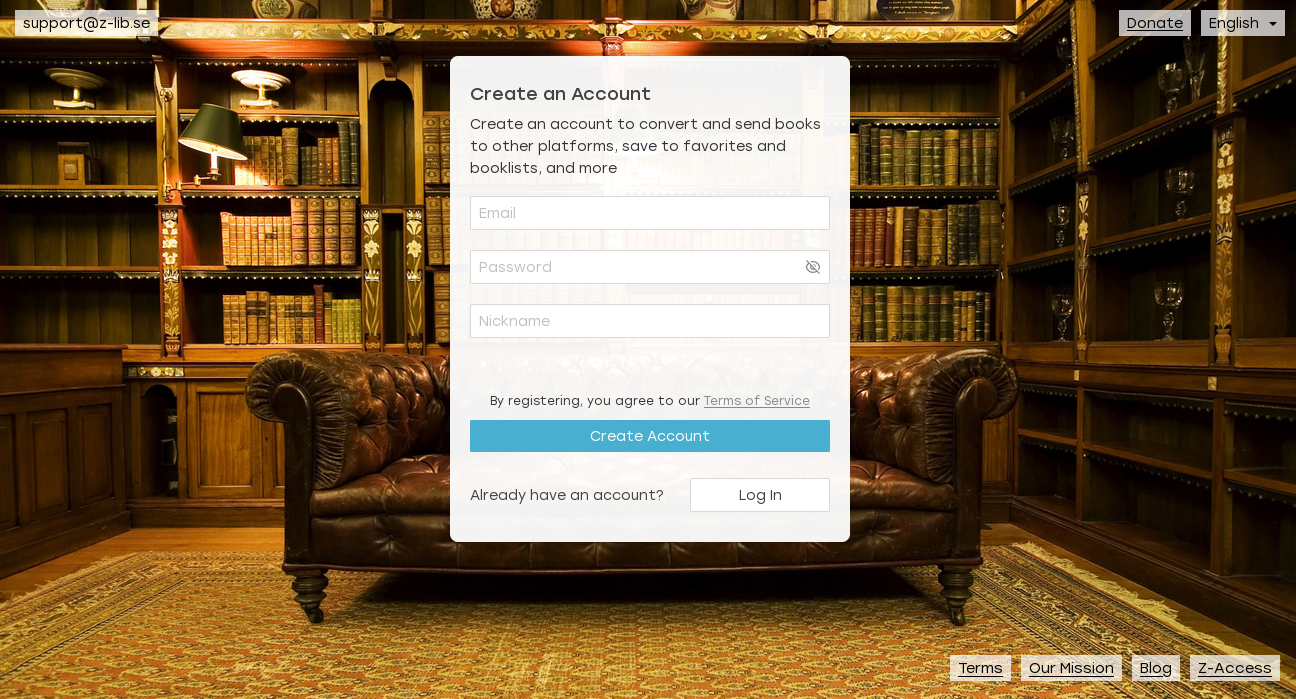 support@z-lib.se
Donate
English
Create an Account
Create an account to convert and send books
to other platforms, save to favorites and
booklists, and more
Email
Password
Nickname
By registering, you agree to our Terms of Service
Create Account
Already have an account?
Log In
Terms
Our Mission
Blog
Z-Access